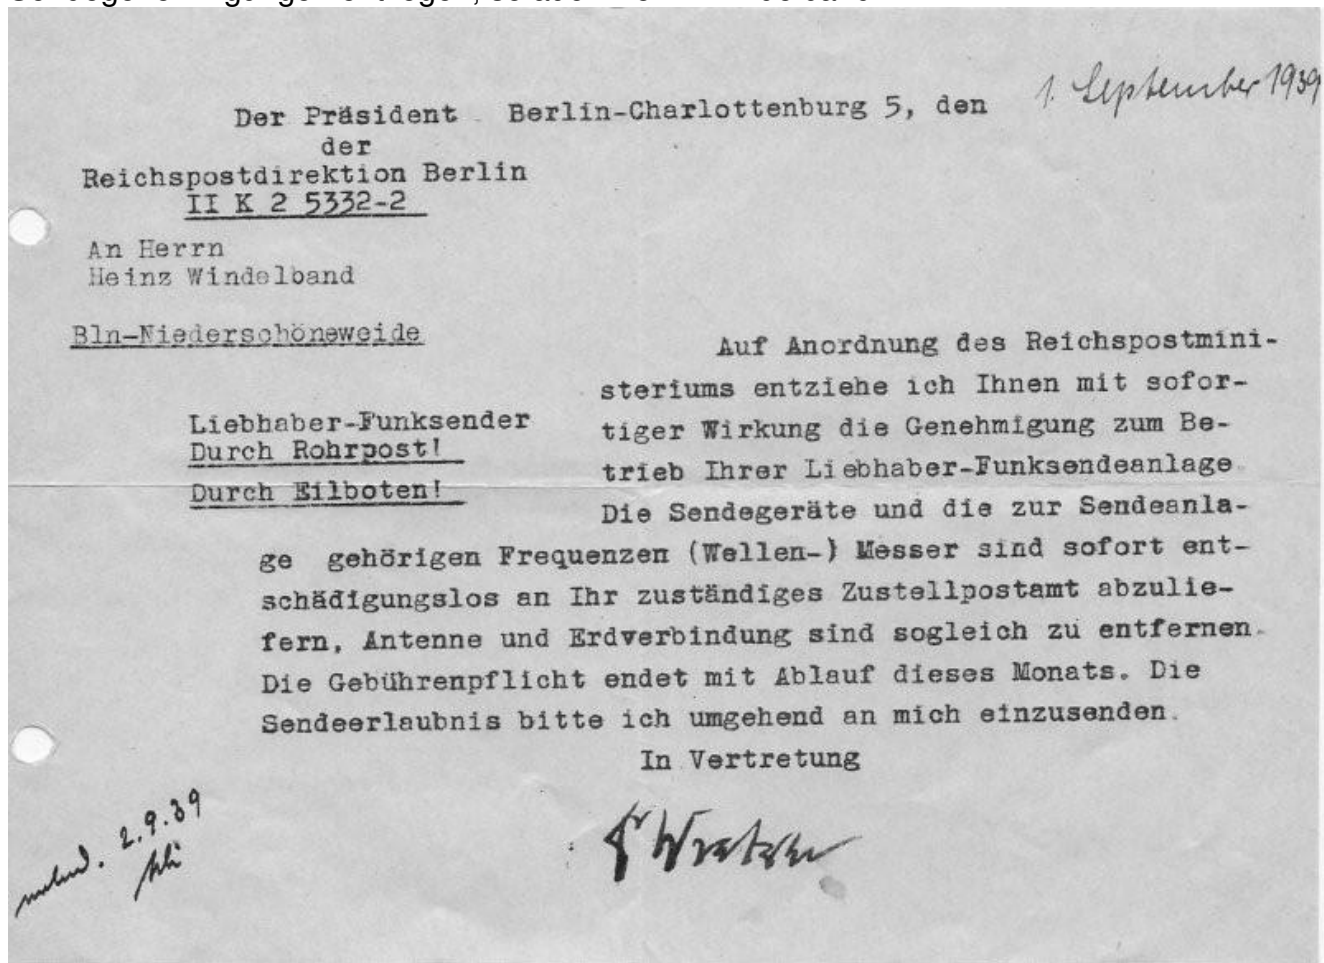 Der Präsident Berlin-Charlottenburg 5, den 1. September 1939
der
Reichspostdirektion Berlin
II K 2 5332-2
An Herrn
Heinz Windelband
Bln-Niederschöneweide
Liebhaber-Funksender
Durch Rohrpost!
Durch Eilboten!
Auf Anordnung des Reichspostmini-
steriums entziehe ich Ihnen mit sofor-
tiger Wirkung die Genehmigung zum Be-
trieb Ihrer Liebhaber-Funksendeanlage.
Die Sendegeräte und die zur Sendeanla-
ge gehörigen Frequenzen (Wellen-) Messer sind sofort ent-
schädigungslos an Ihr zuständiges Zustellpostamt abzulie-
fern, Antenne und Erdverbindung sind sogleich zu entfernen.
Die Gebührenpflicht endet mit Ablauf dieses Monats. Die
Sendeerlaubnis bitte ich umgehend an mich einzusenden.
In Vertretung
2.9.39